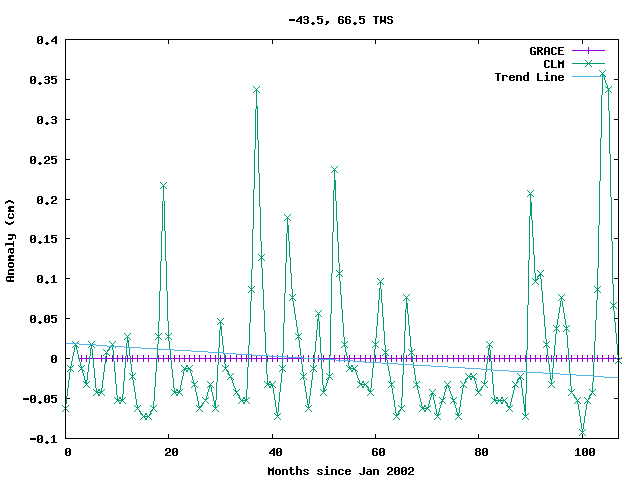 -43.5, 66.5 TWS
GRACE
CLM
Trend Line
0.4
0.35
0.3
0.25
0.2
0.15
0.1
0.05
0
-0.05
-0.1
Anomaly (cm)
0 20 40 60 80 100
Months since Jan 2002